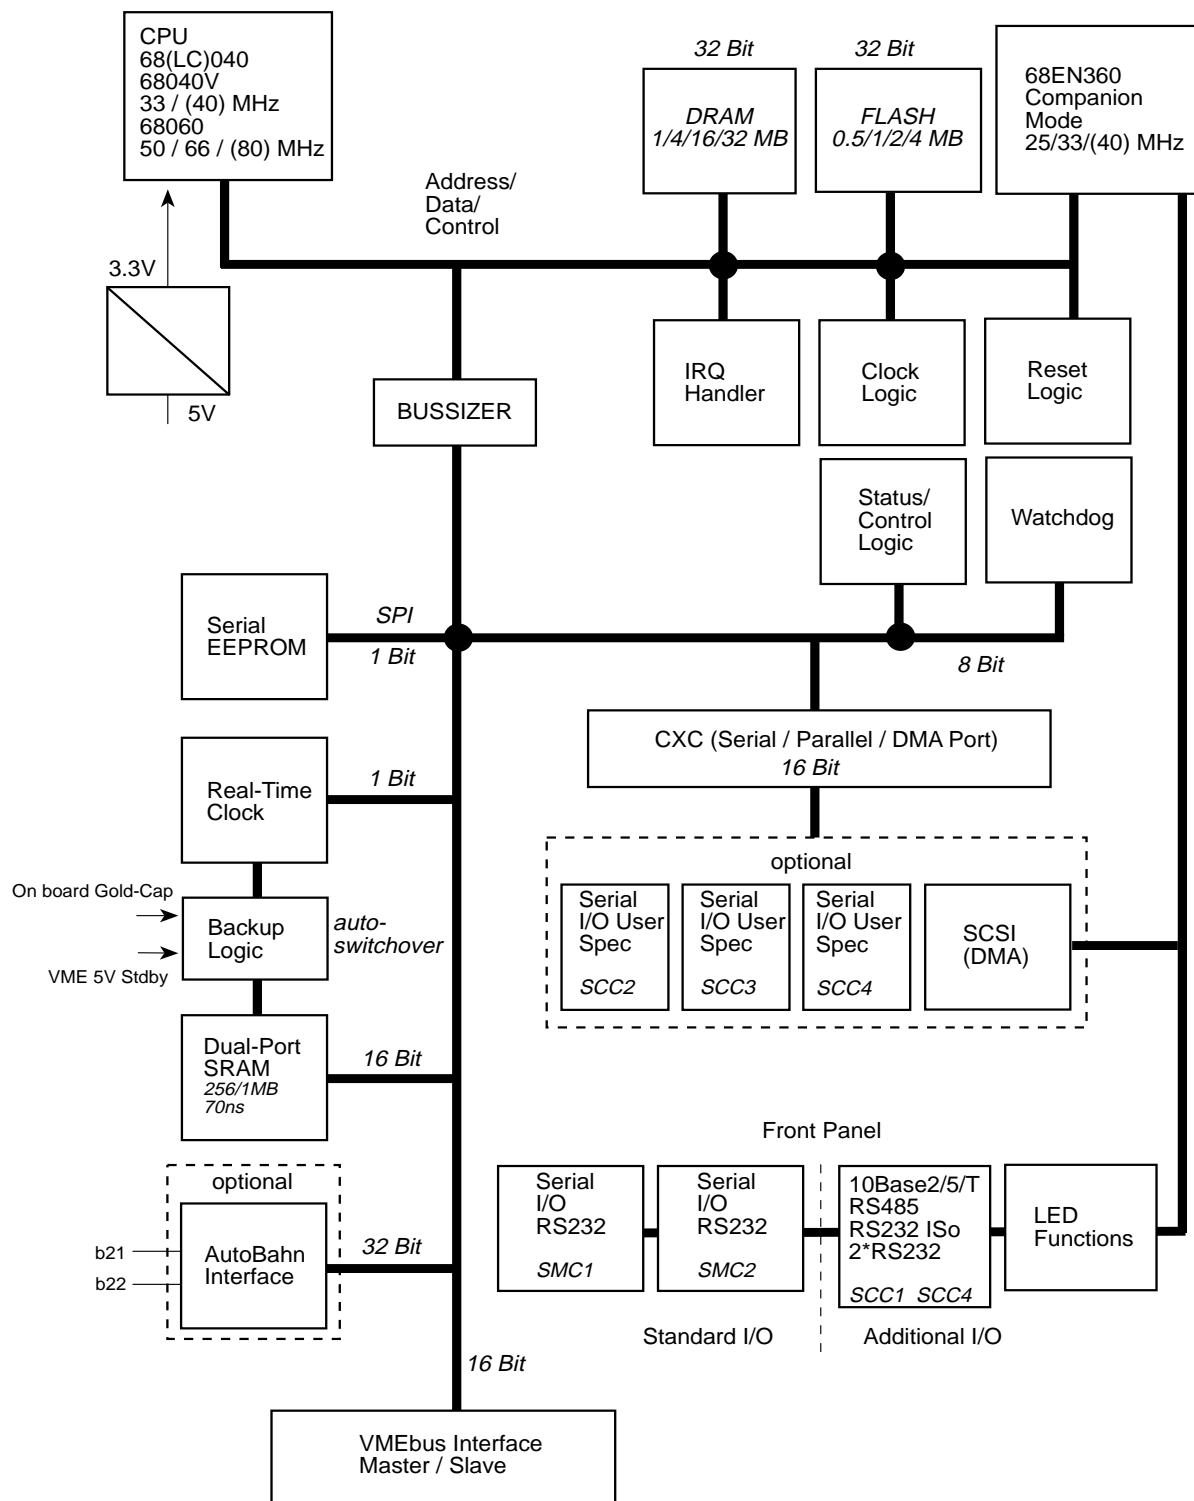 CPU
68(LC)040
68040V
33 / (40) MHz
68060
50 / 66 / (80) MHz
32 Bit
DRAM
1/4/16/32 MB
32 Bit
FLASH
0.5/1/2/4 MB
68EN360
Companion
Mode
25/33/(40) MHz
Address/
Data/
Control
3.3V
5V
BUSSIZER
IRQ
Handler
Clock
Logic
Reset
Logic
Status/
Control
Logic
Watchdog
Serial
EEPROM
SPI
1 Bit
8 Bit
CXC (Serial / Parallel / DMA Port)
16 Bit
Real-Time
Clock
1 Bit
On board Gold-Cap
VME 5V Stdby
Backup
Logic
auto-
switchover
optional
Serial
I/O User
Spec
SCC2
Serial
I/O User
Spec
SCC3
Serial
I/O User
Spec
SCC4
SCSI
(DMA)
Dual-Port
SRAM
256/1MB
70ns
16 Bit
Front Panel
optional
AutoBahn
Interface
b21
b22
32 Bit
Serial
I/O
RS232
SMC1
Serial
I/O
RS232
SMC2
10Base2/5/T
RS485
RS232 ISo
2*RS232
SCC1 SCC4
LED
Functions
Standard I/O
Additional I/O
16 Bit
VMEbus Interface
Master / Slave